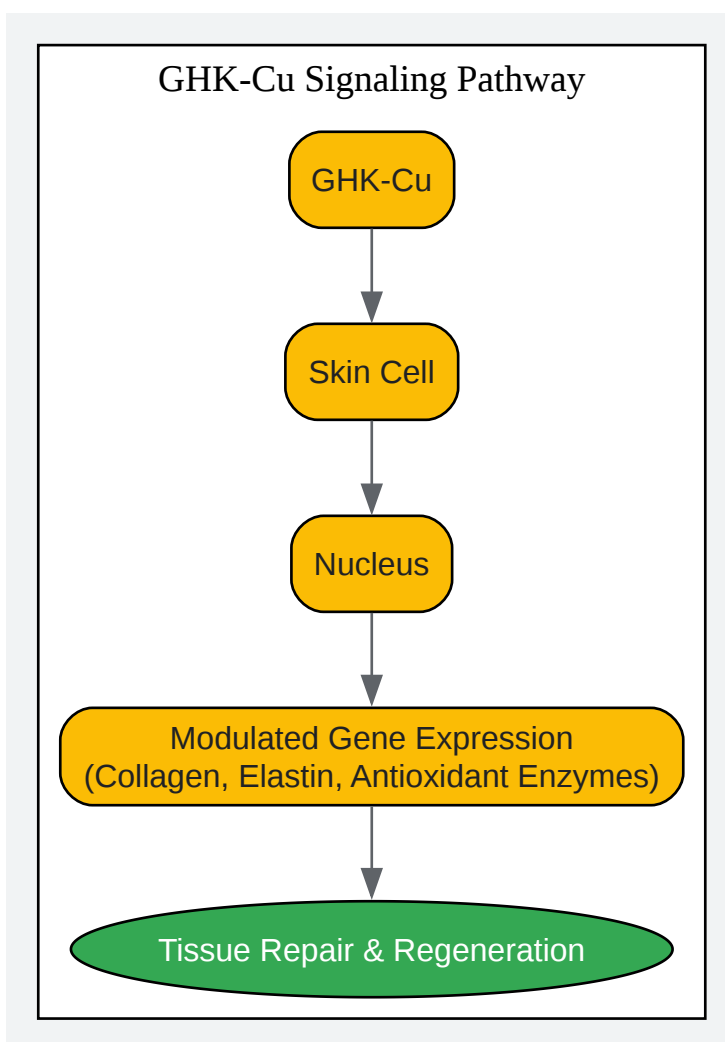 GHK-Cu Signaling Pathway
GHK-Cu
Skin Cell
Nucleus
Modulated Gene Expression
(Collagen, Elastin, Antioxidant Enzymes)
Tissue Repair & Regeneration